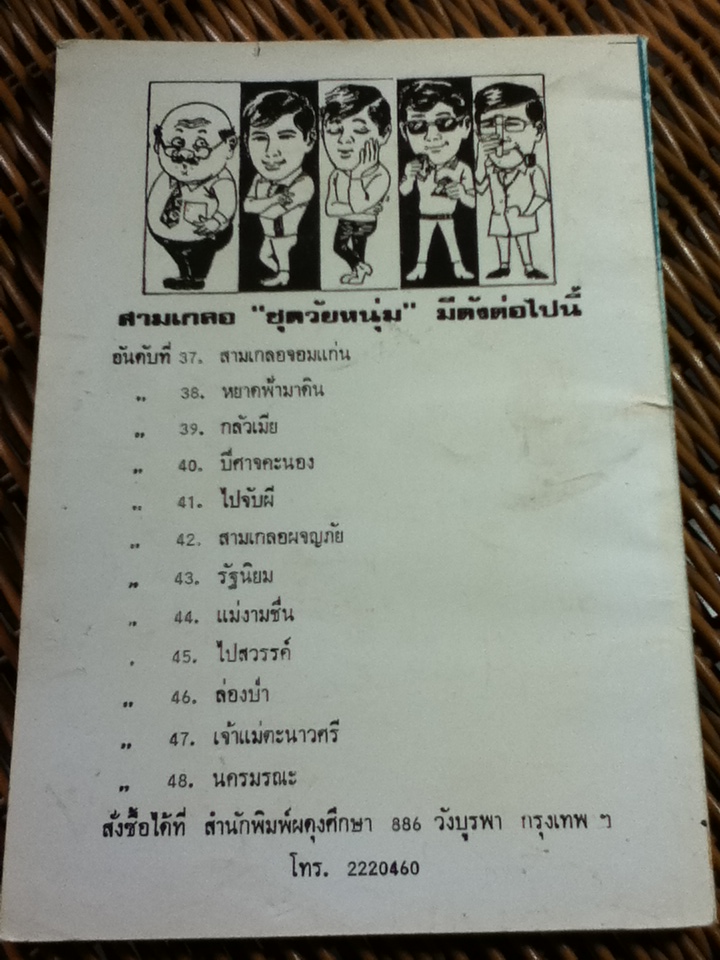 สามเกลอ "ชุดวัยหนุ่ม" มีดังต่อไปนี้
อันดับที่ 37. สามเกลอจอมแก่น
„ 38. หยาดฟ้ามาดิน
„ 39. กลัวเมีย
„ 40. ปีศาจคะนอง
„ 41. ไปจับผี
„ 42. สามเกลอผจญภัย
„ 43. รัฐนิยม
„ 44. แม่งามชื่น
„ 45. ไปสวรรค์
„ 46. ล่องป่า
„ 47. เจ้าแม่ตะนาวศรี
„ 48. นครมรณะ
สั่งซื้อได้ที่ สำนักพิมพ์ผดุงศึกษา 886 วังบูรพา กรุงเทพ ฯ
โทร. 2220460